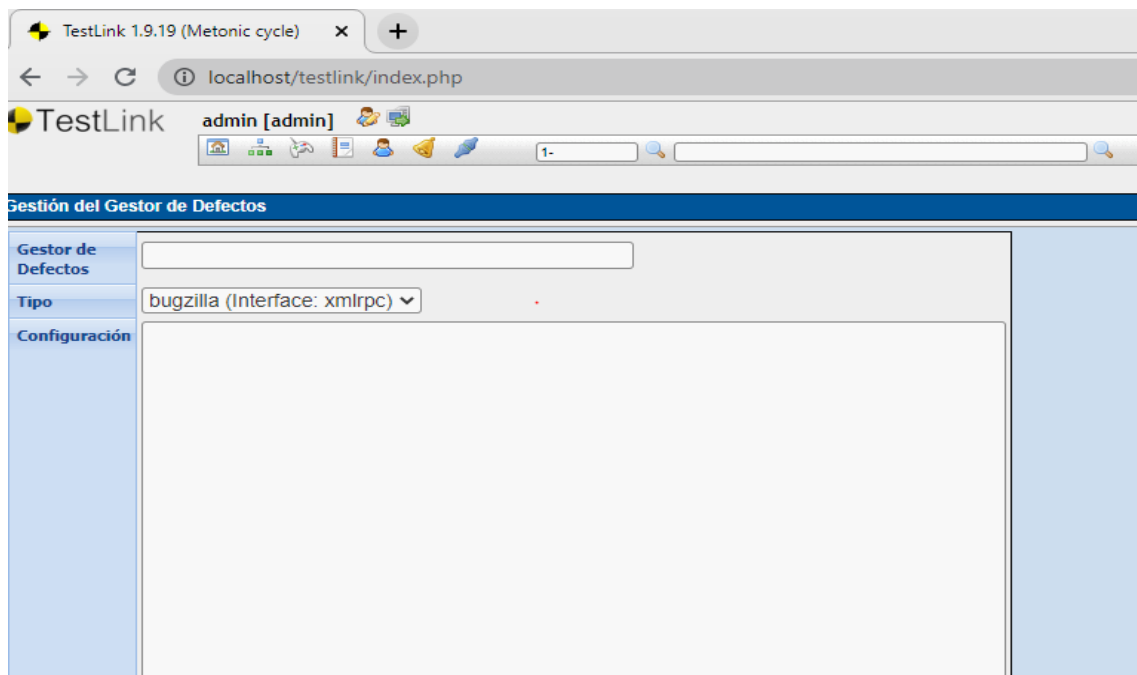 TestLink 1.9.19 (Metonic cycle)
localhost/testlink/index.php
TestLink
admin [admin]
1-
Gestión del Gestor de Defectos
Gestor de
Defectos
Tipo
bugzilla (Interface: xmlrpc)
Configuración